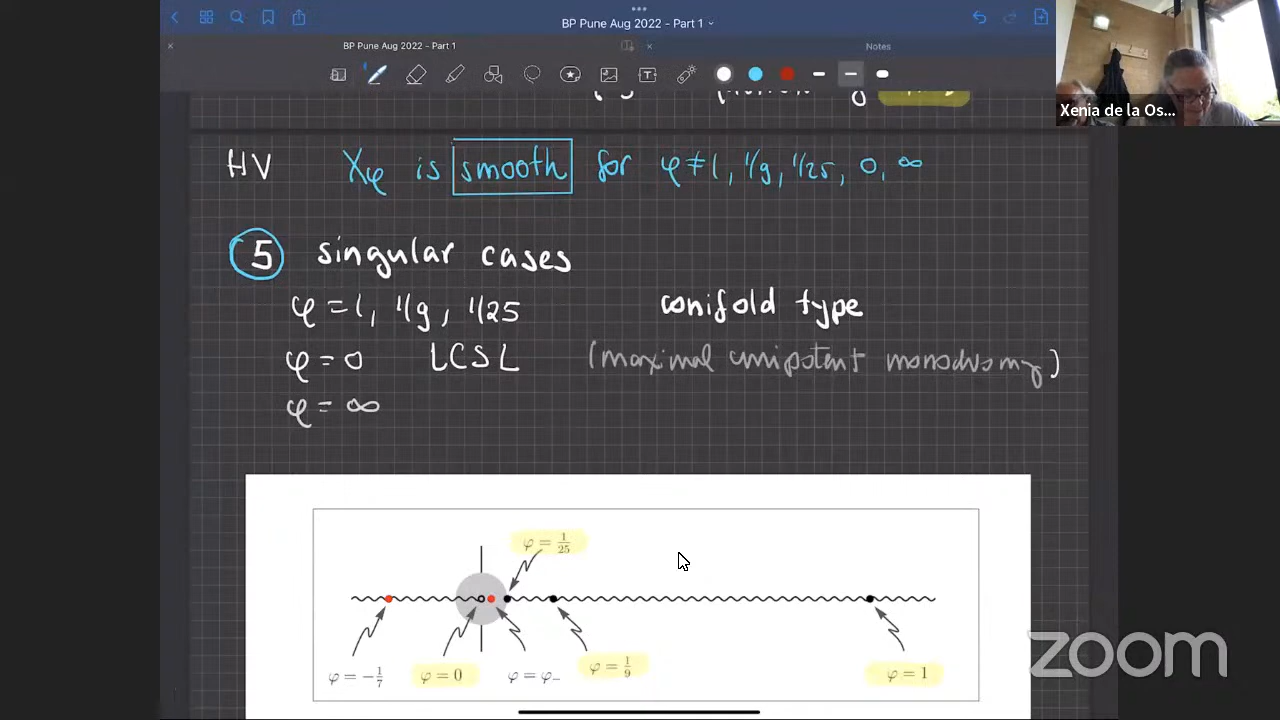 BP Pune Aug 2022 - Part 1
BP Pune Aug 2022 - Part 1
Notes
Xenia de la Os...
HV Xφ is smooth for φ ≠ 1, 1/9, 1/25, 0, ∞
5 singular cases
φ = 1, 1/9, 1/25 conifold type
φ = 0 LCSL (maximal unipotent monodromy)
φ = ∞
φ = 1/25
φ = -1/7
φ = 0
φ = φ_
φ = 1/9
φ = 1
zoom